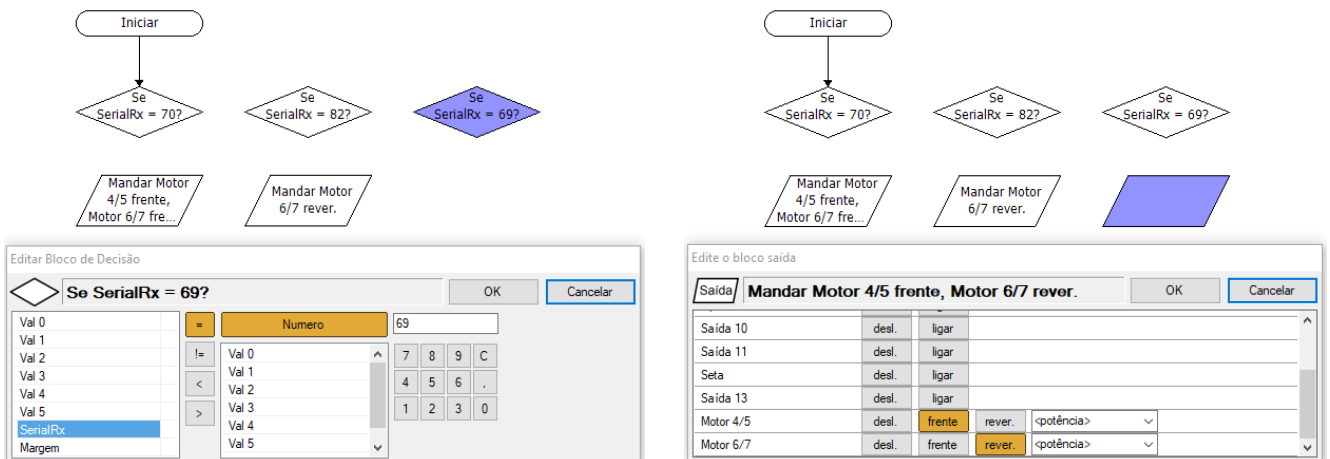 Iniciar
Se
SerialRx = 70?
Se
SerialRx = 82?
Se
SerialRx = 69?
Mandar Motor
4/5 frente,
Motor 6/7 fre...
Mandar Motor
6/7 rever.
Editar Bloco de Decisão
Se SerialRx = 69?
OK
Cancelar
Val 0
Val 1
Val 2
Val 3
Val 4
Val 5
SerialRx
Margem
=
!=
<
>
Numero
69
Val 0
Val 1
Val 2
Val 3
Val 4
Val 5
7 8 9 C
4 5 6 .
1 2 3 0
Iniciar
Se
SerialRx = 70?
Se
SerialRx = 82?
Se
SerialRx = 69?
Mandar Motor
4/5 frente,
Motor 6/7 fre...
Mandar Motor
6/7 rever.
Edite o bloco saída
Saída
Mandar Motor 4/5 frente, Motor 6/7 rever.
OK
Cancelar
Saída 10 desl. ligar
Saída 11 desl. ligar
Seta desl. ligar
Saída 13 desl. ligar
Motor 4/5 desl. frente rever. <potência>
Motor 6/7 desl. frente rever. <potência>